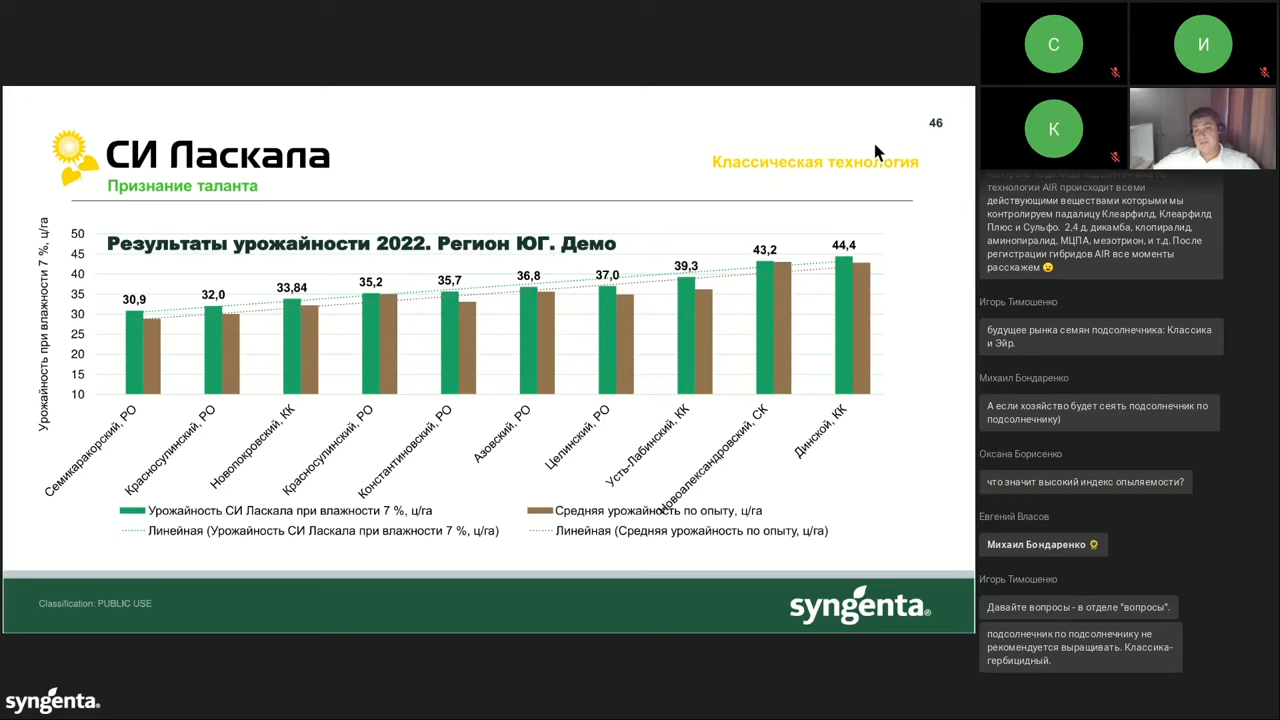 46
СИ Ласкала
Признание таланта
Классическая технология
Результаты урожайности 2022. Регион ЮГ. Демо
Урожайность при влажности 7 %, ц/га
50
45
40
35
30
25
20
15
10
30,9
32,0
33,84
35,2
35,7
36,8
37,0
39,3
43,2
44,4
Семикаракорский, РО
Красносулинский, РО
Новопокровский, КК
Красносулинский, РО
Константиновский, РО
Азовский, РО
Целинский, РО
Усть-Лабинский, КК
Новоалександровский, СК
Динской, КК
Урожайность СИ Ласкала при влажности 7 %, ц/га
Средняя урожайность по опыту, ц/га
Линейная (Урожайность СИ Ласкала при влажности 7 %, ц/га)
Линейная (Средняя урожайность по опыту, ц/га)
Classification: PUBLIC USE
syngenta®
syngenta.
С
И
К
Контроль падалицы подсолнечника по
технологии AIR происходит всеми
действующими веществами которыми мы
контролируем падалицу Клеарфилд, Клеарфилд
Плюс и Сульфо. 2,4 д, дикамба, клопиралид,
аминопиралид, МЦПА, мезотрион, и т.д. После
регистрации гибридов AIR все моменты
расскажем 😉
Игорь Тимошенко
будущее рынка семян подсолнечника: Классика
и Эйр.
Михаил Бондаренко
А если хозяйство будет сеять подсолнечник по
подсолнечнику)
Оксана Борисенко
что значит высокий индекс опыляемости?
Евгений Власов
Михаил Бондаренко 🌻
Игорь Тимошенко
Давайте вопросы - в отделе "вопросы".
подсолнечник по подсолнечнику не
рекомендуется выращивать. Классика-
гербицидный.